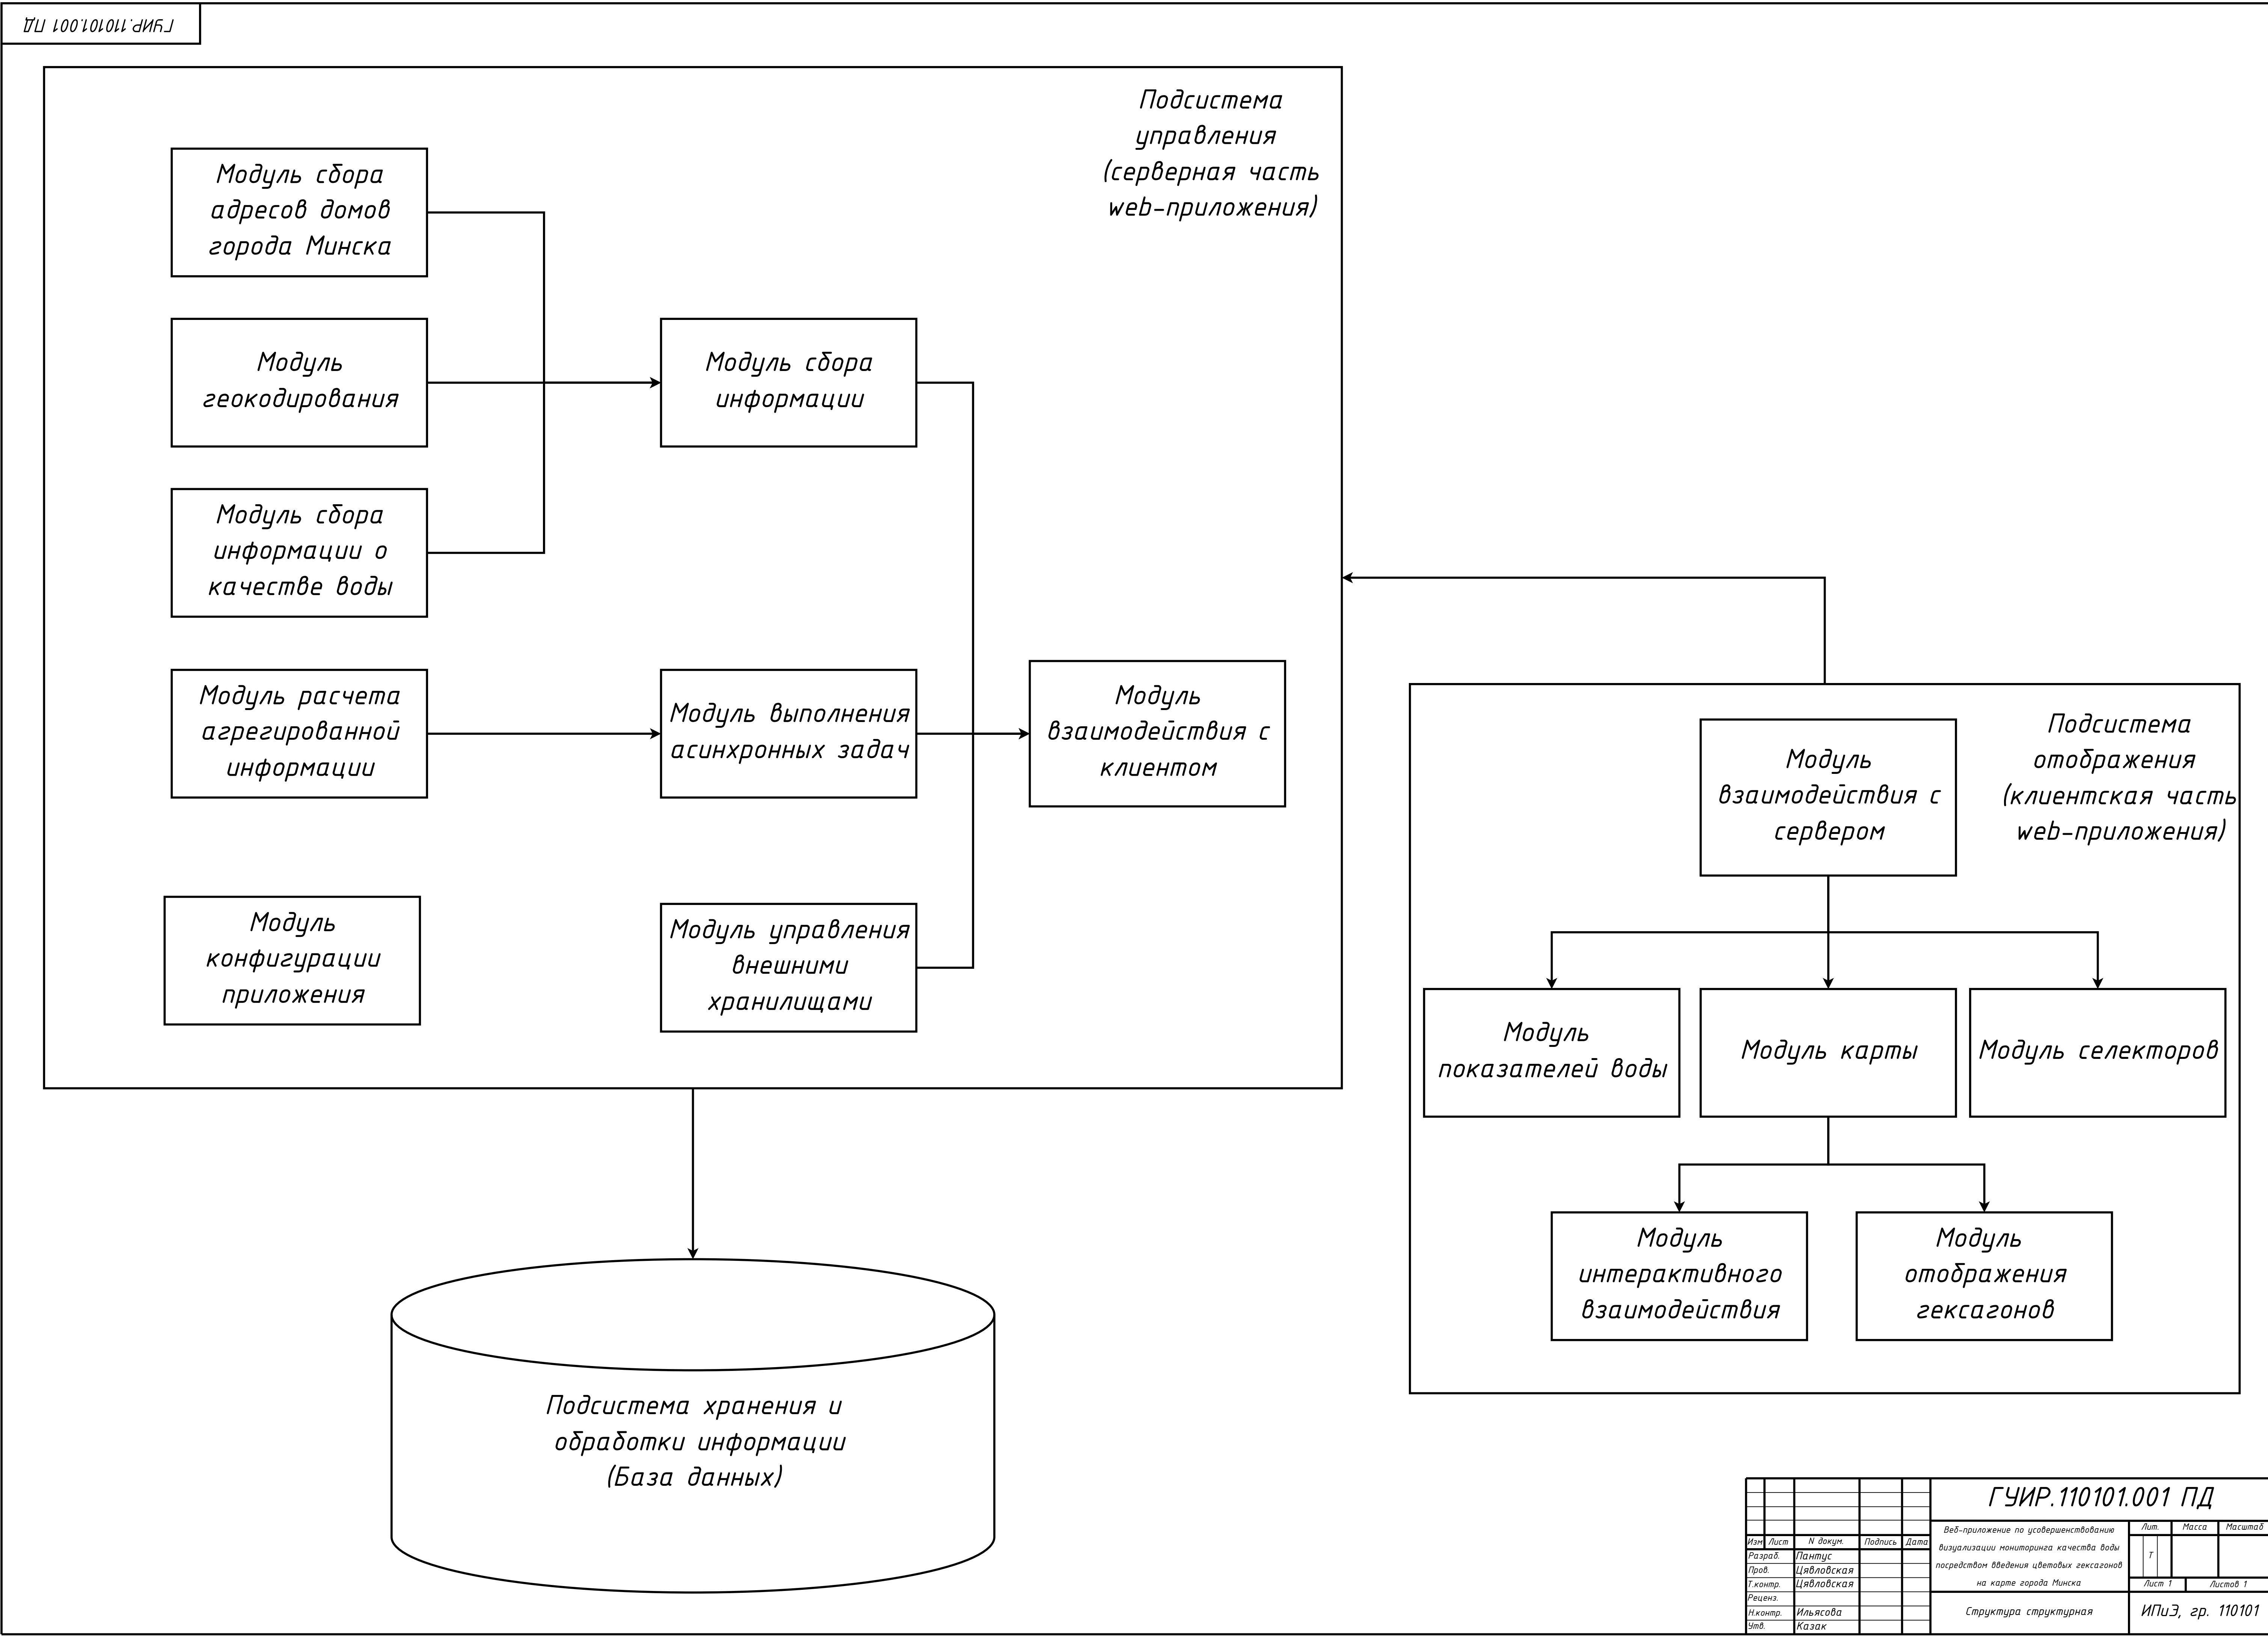 ГУИР.110101.001 ПД
Подсистема
управления
(серверная часть
web-приложения)
Модуль сбора
адресов домов
города Минска
Модуль
геокодирования
Модуль сбора
информации
Модуль сбора
информации о
качестве воды
Модуль расчета
агрегированной
информации
Модуль выполнения
асинхронных задач
Модуль
взаимодействия с
клиентом
Модуль
конфигурации
приложения
Модуль управления
внешними
хранилищами
Подсистема
отображения
(клиентская часть
web-приложения)
Модуль
взаимодействия с
сервером
Модуль
показателей воды
Модуль карты
Модуль селекторов
Модуль
интерактивного
взаимодействия
Модуль
отображения
гексагонов
Подсистема хранения и
обработки информации
(База данных)
ГУИР.110101.001 ПД
Изм Лист N докум. Подпись Дата
Разраб. Пантус
Пров. Цявловская
Т.контр. Цявловская
Реценз.
Н.контр. Ильясова
Утв. Казак
Веб-приложение по усовершенствованию
визуализации мониторинга качества воды
посредством введения цветовых гексагонов
на карте города Минска
Лит. Масса Масштаб
Т
Лист 1 Листов 1
Структура структурная
ИПиЭ, гр. 110101